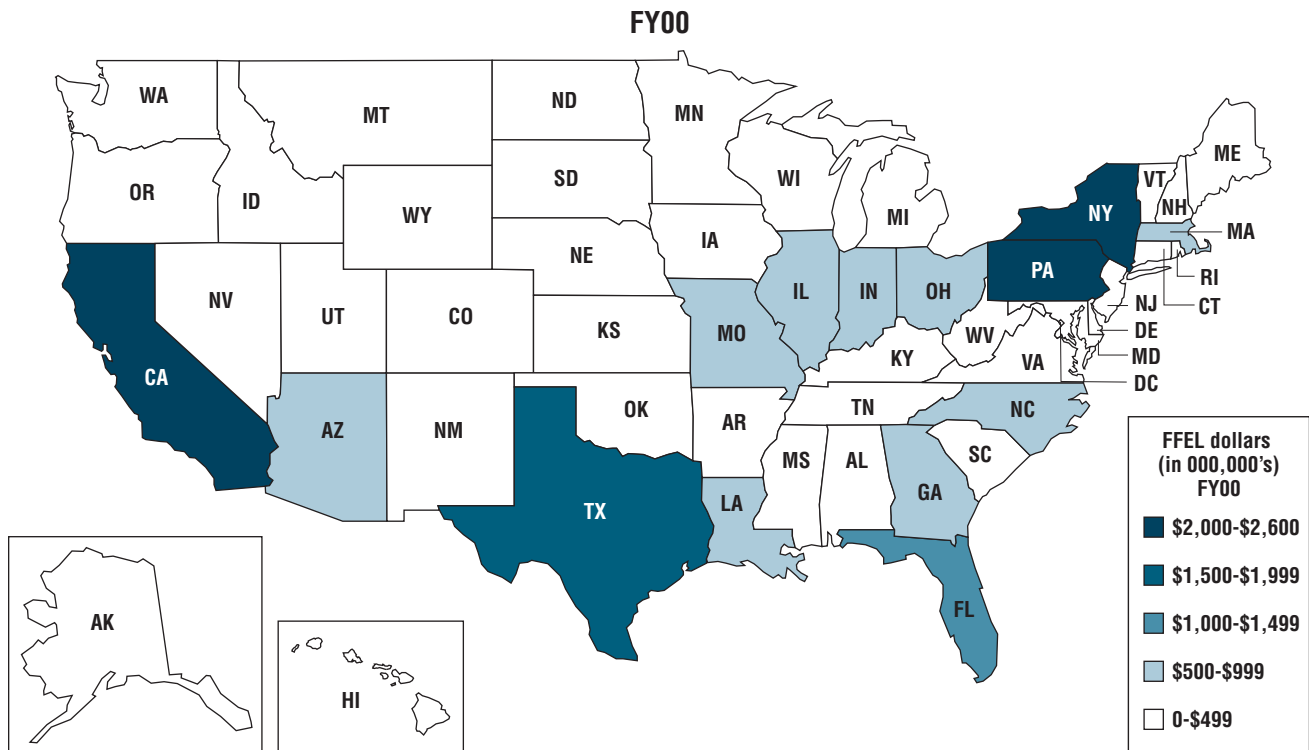 FY00
WA
MT
ND
MN
ME
VT
OR
ID
SD
WI
NH
NY
WY
MI
MA
IA
PA
RI
NE
NV
IL
IN
OH
NJ
CT
UT
CO
DE
KS
MO
WV
VA
MD
KY
CA
DC
OK
TN
NC
AZ
NM
AR
SC
MS
AL
GA
LA
TX
FL
AK
HI
FFEL dollars
(in 000,000's)
FY00
$2,000-$2,600
$1,500-$1,999
$1,000-$1,499
$500-$999
0-$499